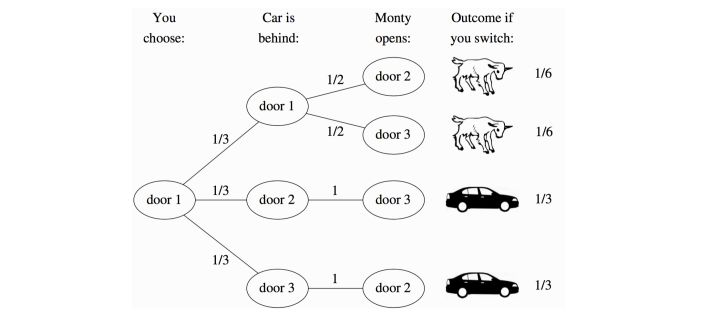 You Car is Monty Outcome if
choose: behind: opens: you switch:
1/2 door 2 1/6
door 1
1/2 door 3 1/6
1/3
door 1 1/3 door 2 1 door 3 1/3
1/3
door 3 1 door 2 1/3